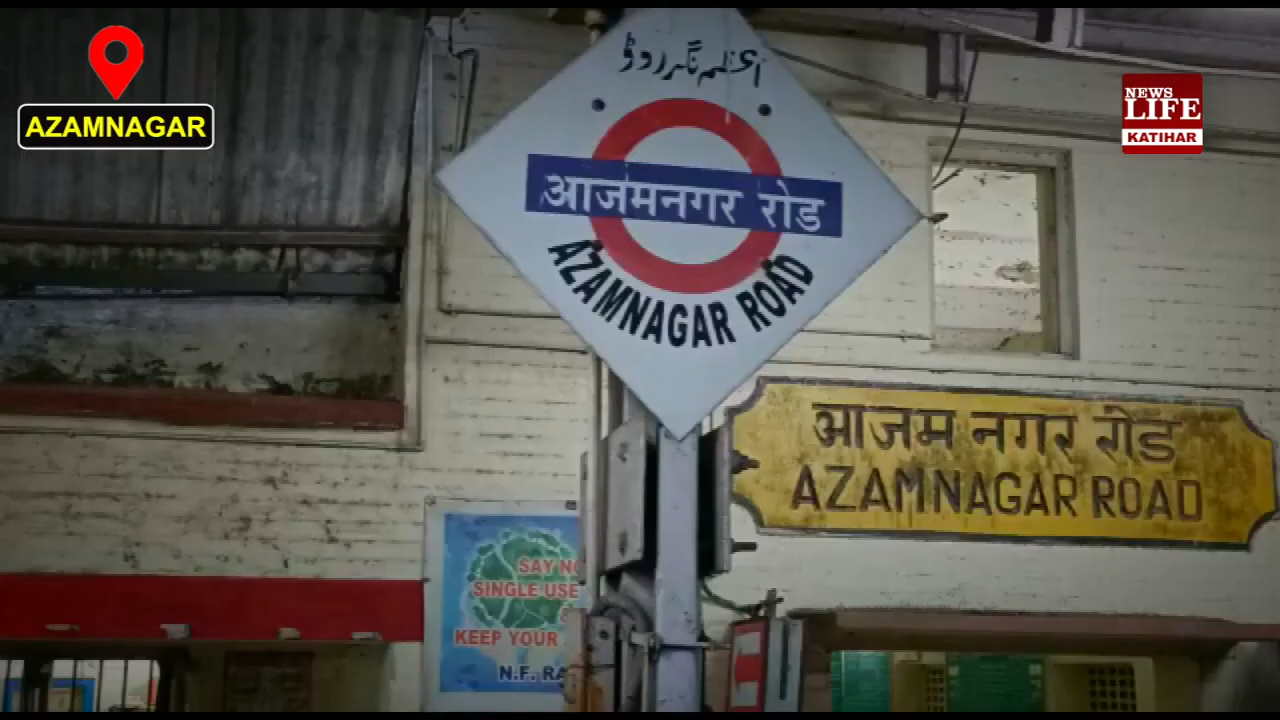 AZAMNAGAR
NEWS
LIFE
KATIHAR
اعظم نگر روڈ
आजमनगर रोड
AZAMNAGAR ROAD
आजम नगर रोड
AZAMNAGAR ROAD
SAY NO
SINGLE USE
KEEP YOUR
N.F. RA